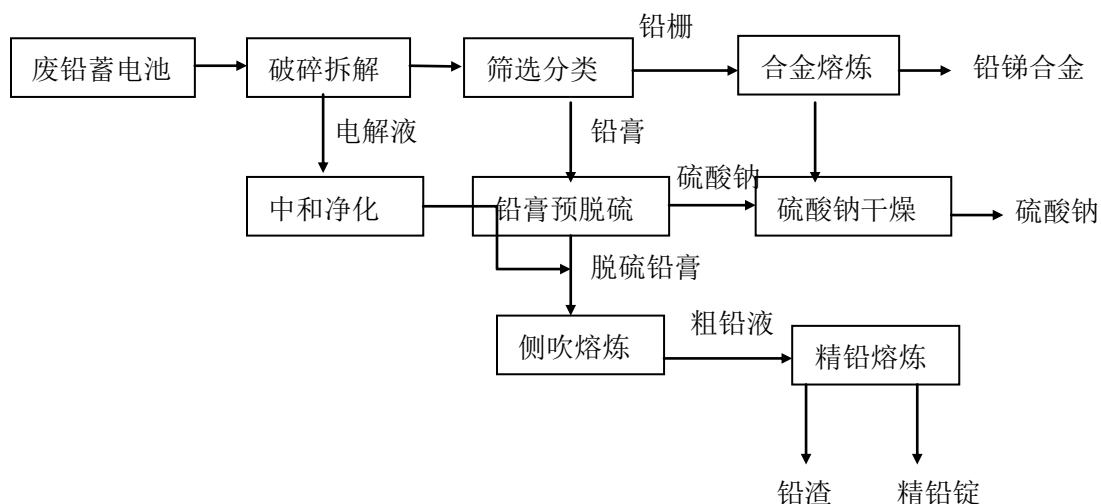 铅栅
废铅蓄电池
破碎拆解
筛选分类
合金熔炼
铅锑合金
电解液
铅膏
硫酸钠
中和净化
铅膏预脱硫
硫酸钠干燥
硫酸钠
脱硫铅膏
粗铅液
侧吹熔炼
精铅熔炼
铅渣
精铅锭